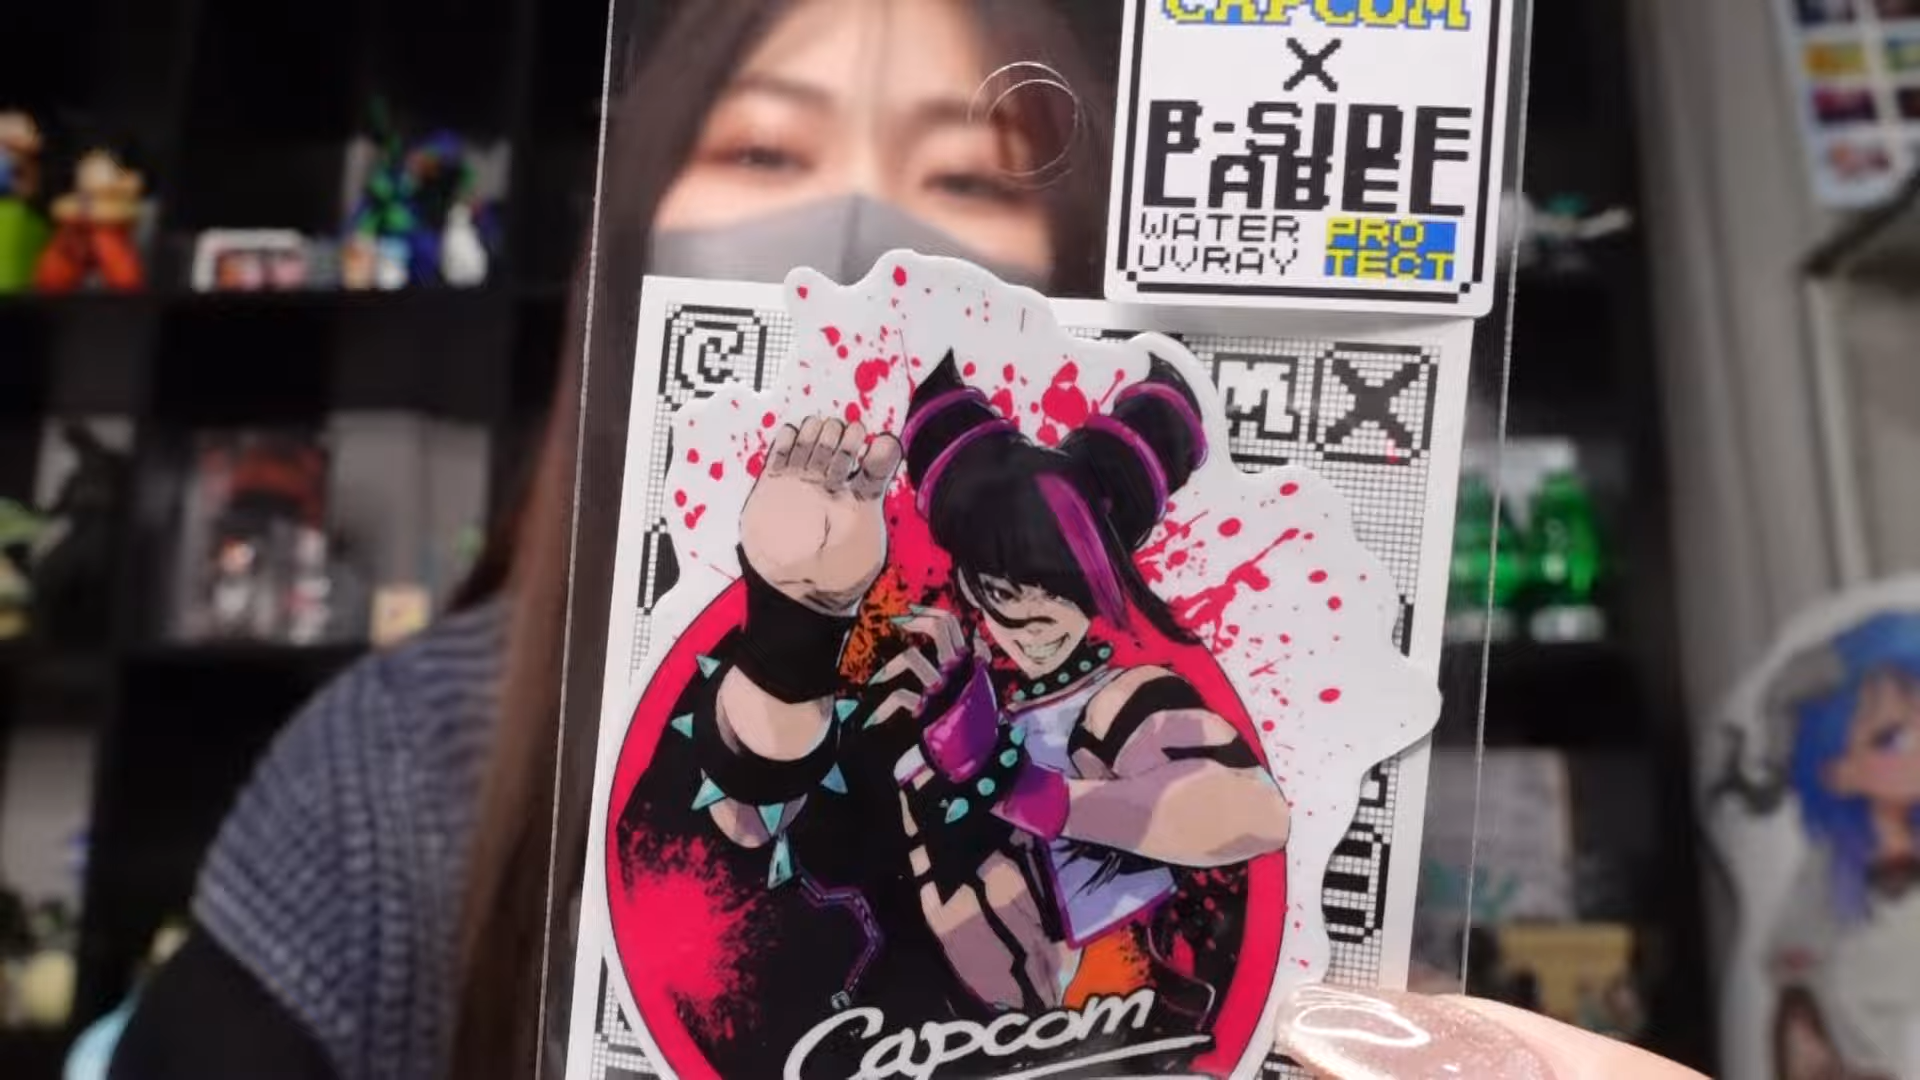 CAPCOM
X
B-SIDE
LABEL
WATER
UVRAY
PRO
TECT
C
M X
Capcom